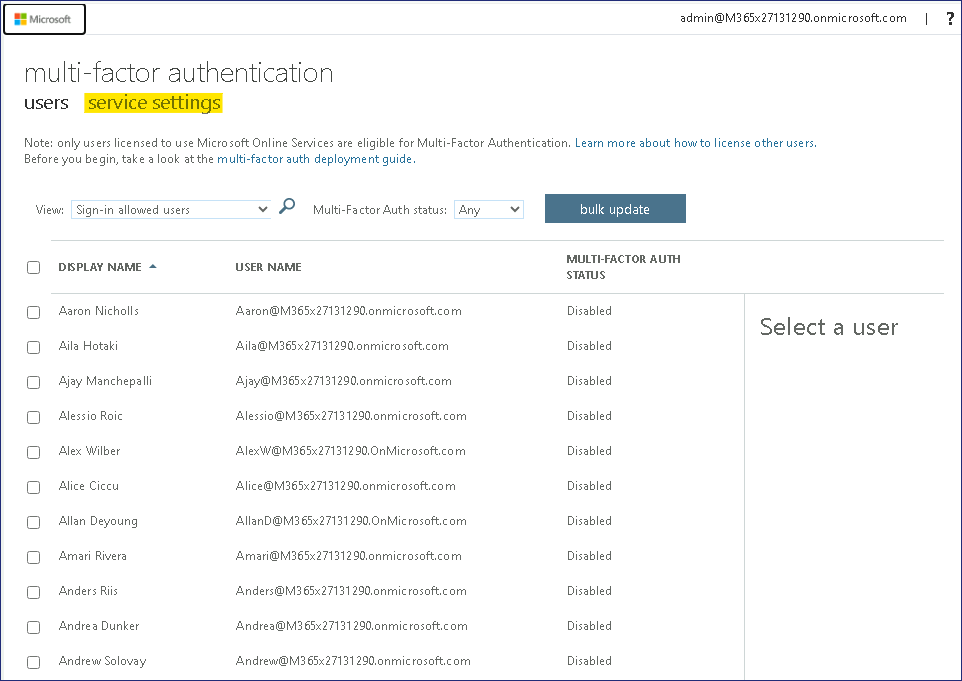 Microsoft
admin@M365x27131290.onmicrosoft.com | ?
multi-factor authentication
users service settings
Note: only users licensed to use Microsoft Online Services are eligible for Multi-Factor Authentication. Learn more about how to license other users.
Before you begin, take a look at the multi-factor auth deployment guide.
View: Sign-in allowed users Multi-Factor Auth status: Any bulk update
DISPLAY NAME USER NAME MULTI-FACTOR AUTH
STATUS
Aaron Nicholls Aaron@M365x27131290.onmicrosoft.com Disabled
Select a user
Aila Hotaki Aila@M365x27131290.onmicrosoft.com Disabled
Ajay Manchepalli Ajay@M365x27131290.onmicrosoft.com Disabled
Alessio Roic Alessio@M365x27131290.onmicrosoft.com Disabled
Alex Wilber AlexW@M365x27131290.OnMicrosoft.com Disabled
Alice Ciccu Alice@M365x27131290.onmicrosoft.com Disabled
Allan Deyoung AllanD@M365x27131290.OnMicrosoft.com Disabled
Amari Rivera Amari@M365x27131290.onmicrosoft.com Disabled
Anders Riis Anders@M365x27131290.onmicrosoft.com Disabled
Andrea Dunker Andrea@M365x27131290.onmicrosoft.com Disabled
Andrew Solovay Andrew@M365x27131290.onmicrosoft.com Disabled